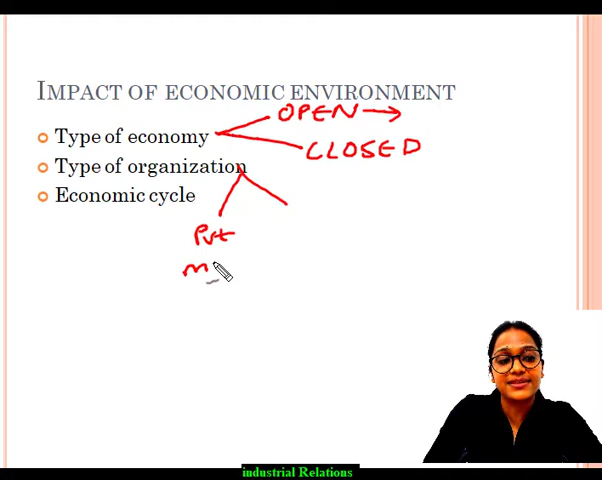 IMPACT OF ECONOMIC ENVIRONMENT
Type of economy
OPEN
CLOSED
Type of organization
Economic cycle
Pvt
m
industrial Relations